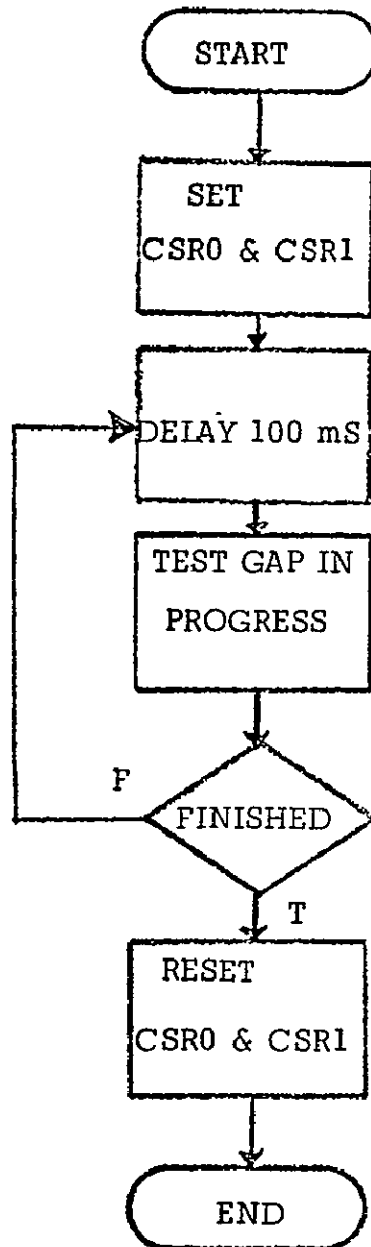 START
SET
CSR0 & CSR1
DELAY 100 mS
TEST GAP IN
PROGRESS
F
FINISHED
T
RESET
CSR0 & CSR1
END